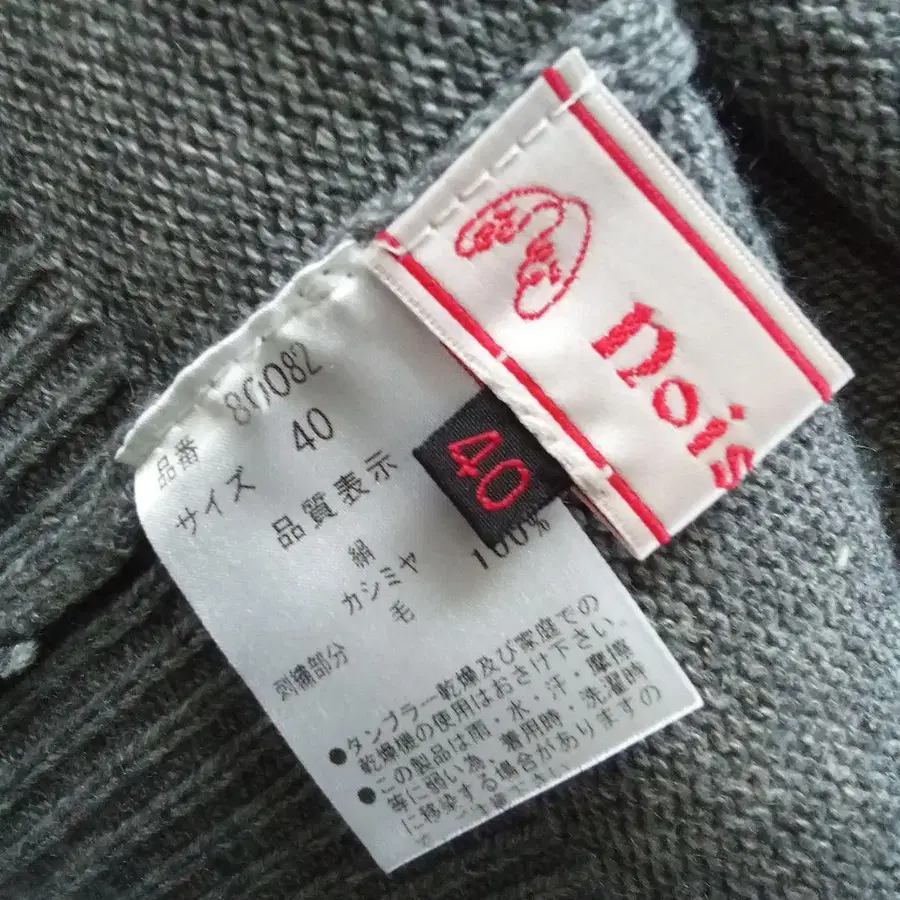 nois
40
品番
サイズ 40
品質表示
絹
カシミヤ
毛 100%
刺繍部分
●タンブラー乾燥及び家庭での
乾燥機の使用はおさけ下さい。
●この製品は雨・水・汗・摩擦
等に弱い為、着用時・洗濯時
に移染する場合がありますの